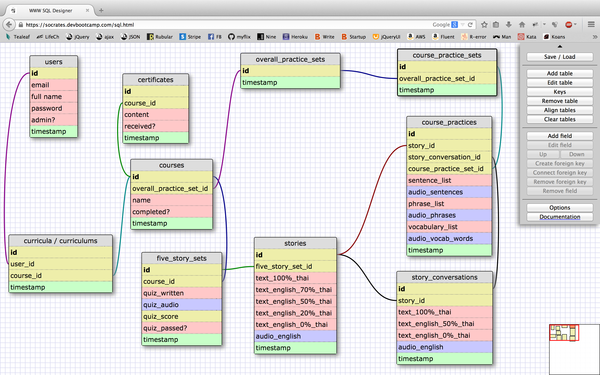 WWW SQL Designer
https://socrates.devbootcamp.com/sql.html
Google
Tealeaf
LifeCh
jQuery
ajax
JSON
the Odin
Blog
Stripe
FIX
Nine
Heroku
WordPress
AWS
Backup
Startup
jQueryUI
C
Rubular
Fluent
R-error
Man
Kata
Koans
users
id
email
full name
password
admin?
timestamp
certificates
id
course_id
content
received?
timestamp
courses
id
overall_practice_set_id
name
completed?
timestamp
curricula / curriculums
id
user_id
course_id
timestamp
five_story_sets
id
course_id
quiz_written
quiz_audio
quiz_score
quiz_passed?
timestamp
overall_practice_sets
id
timestamp
stories
id
five_story_set_id
text_100%_thai
text_english_70%_thai
text_english_50%_thai
text_english_20%_thai
text_english_0%_thai
audio_english
timestamp
course_practice_sets
id
overall_practice_set_id
timestamp
course_practices
id
story_id
story_conversation_id
course_practice_set_id
sentence_list
audio_sentences
phrase_list
audio_phrases
vocabulary_list
audio_vocab_words
timestamp
story_conversations
id
story_id
text_100%_thai
text_english_50%_thai
text_english_0%_thai
audio_english
timestamp
Save / Load
Add table
Edit table
Keys
Remove table
Align tables
Clear tables
Add field
Edit field
Up Down
Create foreign key
Connect foreign key
Remove foreign key
Remove field
Options
Documentation